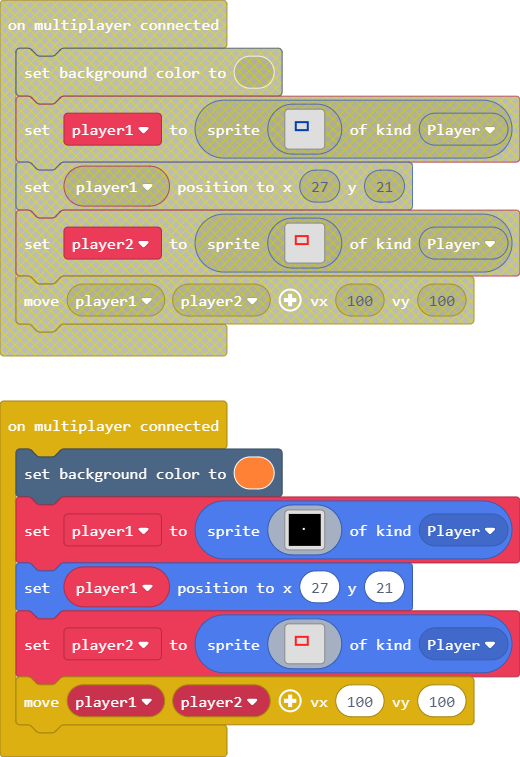 on multiplayer connected
set background color to
set player1 to sprite of kind Player
set player1 position to x 27 y 21
set player2 to sprite of kind Player
move player1 player2 vx 100 vy 100
on multiplayer connected
set background color to
set player1 to sprite of kind Player
set player1 position to x 27 y 21
set player2 to sprite of kind Player
move player1 player2 vx 100 vy 100